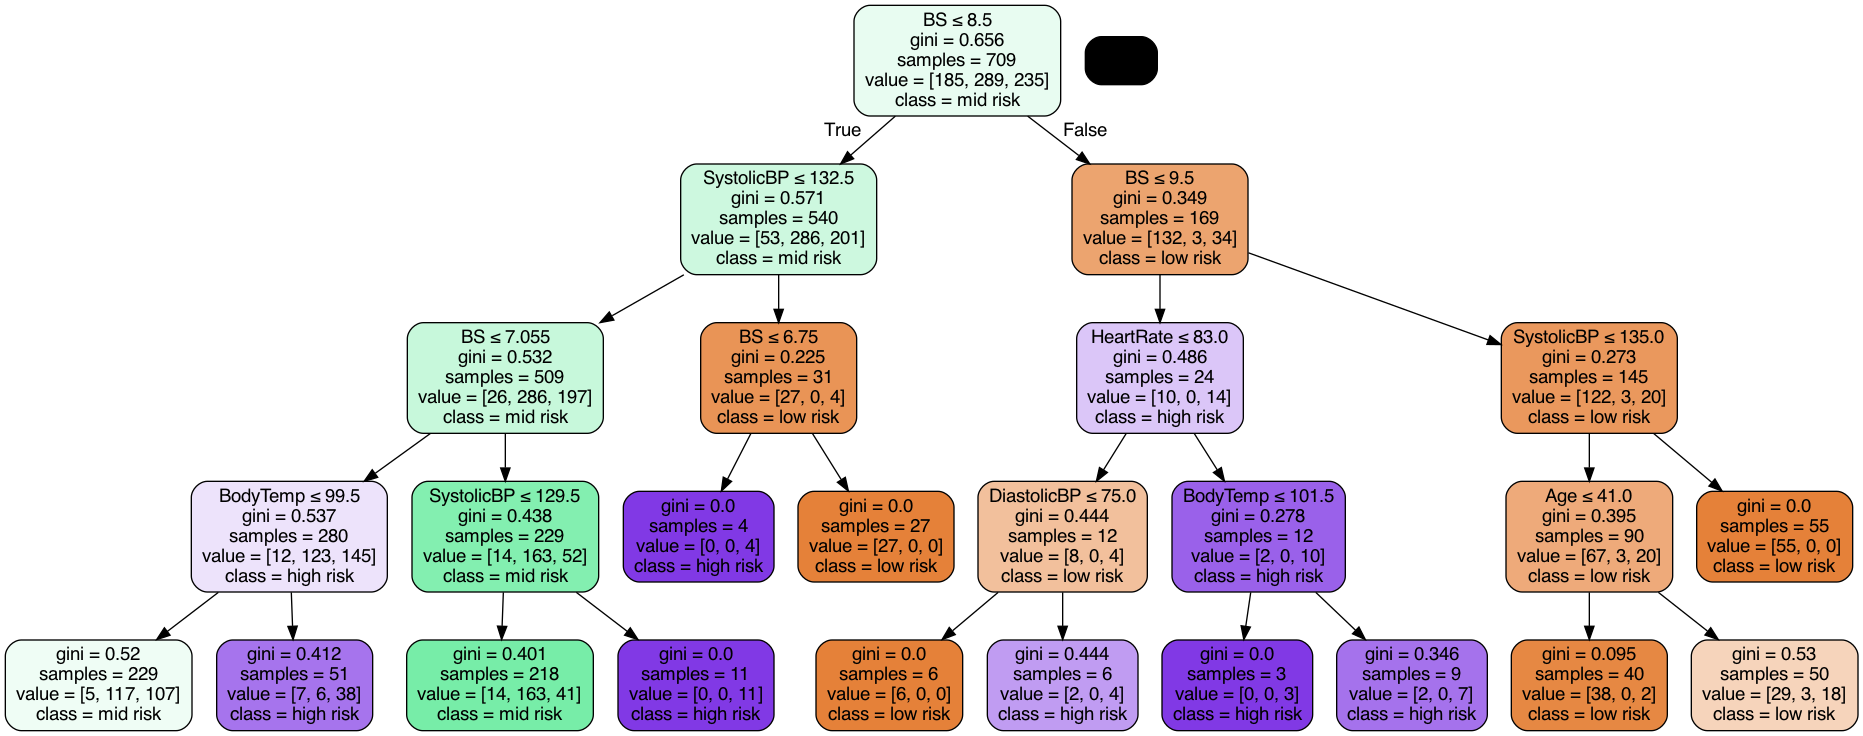 BS ≤ 8.5
gini = 0.656
samples = 709
value = [185, 289, 235]
class = mid risk
True
False
SystolicBP ≤ 132.5
gini = 0.571
samples = 540
value = [53, 286, 201]
class = mid risk
BS ≤ 9.5
gini = 0.349
samples = 169
value = [132, 3, 34]
class = low risk
BS ≤ 7.055
gini = 0.532
samples = 509
value = [26, 286, 197]
class = mid risk
BS ≤ 6.75
gini = 0.225
samples = 31
value = [27, 0, 4]
class = low risk
HeartRate ≤ 83.0
gini = 0.486
samples = 24
value = [10, 0, 14]
class = high risk
SystolicBP ≤ 135.0
gini = 0.273
samples = 145
value = [122, 3, 20]
class = low risk
BodyTemp ≤ 99.5
gini = 0.537
samples = 280
value = [12, 123, 145]
class = high risk
SystolicBP ≤ 129.5
gini = 0.438
samples = 229
value = [14, 163, 52]
class = mid risk
gini = 0.0
samples = 4
value = [0, 0, 4]
class = high risk
gini = 0.0
samples = 27
value = [27, 0, 0]
class = low risk
DiastolicBP ≤ 75.0
gini = 0.444
samples = 12
value = [8, 0, 4]
class = low risk
BodyTemp ≤ 101.5
gini = 0.278
samples = 12
value = [2, 0, 10]
class = high risk
Age ≤ 41.0
gini = 0.395
samples = 90
value = [67, 3, 20]
class = low risk
gini = 0.0
samples = 55
value = [55, 0, 0]
class = low risk
gini = 0.52
samples = 229
value = [5, 117, 107]
class = mid risk
gini = 0.412
samples = 51
value = [7, 6, 38]
class = high risk
gini = 0.401
samples = 218
value = [14, 163, 41]
class = mid risk
gini = 0.0
samples = 11
value = [0, 0, 11]
class = high risk
gini = 0.0
samples = 6
value = [6, 0, 0]
class = low risk
gini = 0.444
samples = 6
value = [2, 0, 4]
class = high risk
gini = 0.0
samples = 3
value = [0, 0, 3]
class = high risk
gini = 0.346
samples = 9
value = [2, 0, 7]
class = high risk
gini = 0.095
samples = 40
value = [38, 0, 2]
class = low risk
gini = 0.53
samples = 50
value = [29, 3, 18]
class = low risk